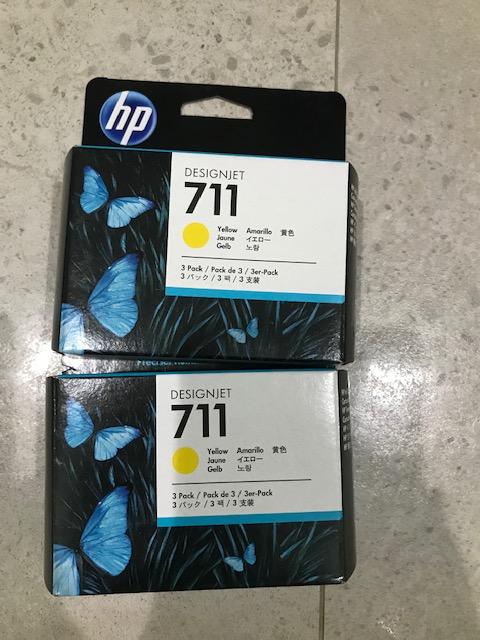 hp
DESIGNJET
711
Yellow Amarillo 黄色
Jaune イエロー
Gelb 노랑
3 Pack / Pack de 3 / 3er-Pack
3 パック / 3 팩 / 3 支装
DESIGNJET
711
Yellow Amarillo 黄色
Jaune イエロー
Gelb 노랑
3 Pack / Pack de 3 / 3er-Pack
3 パック / 3 팩 / 3 支装